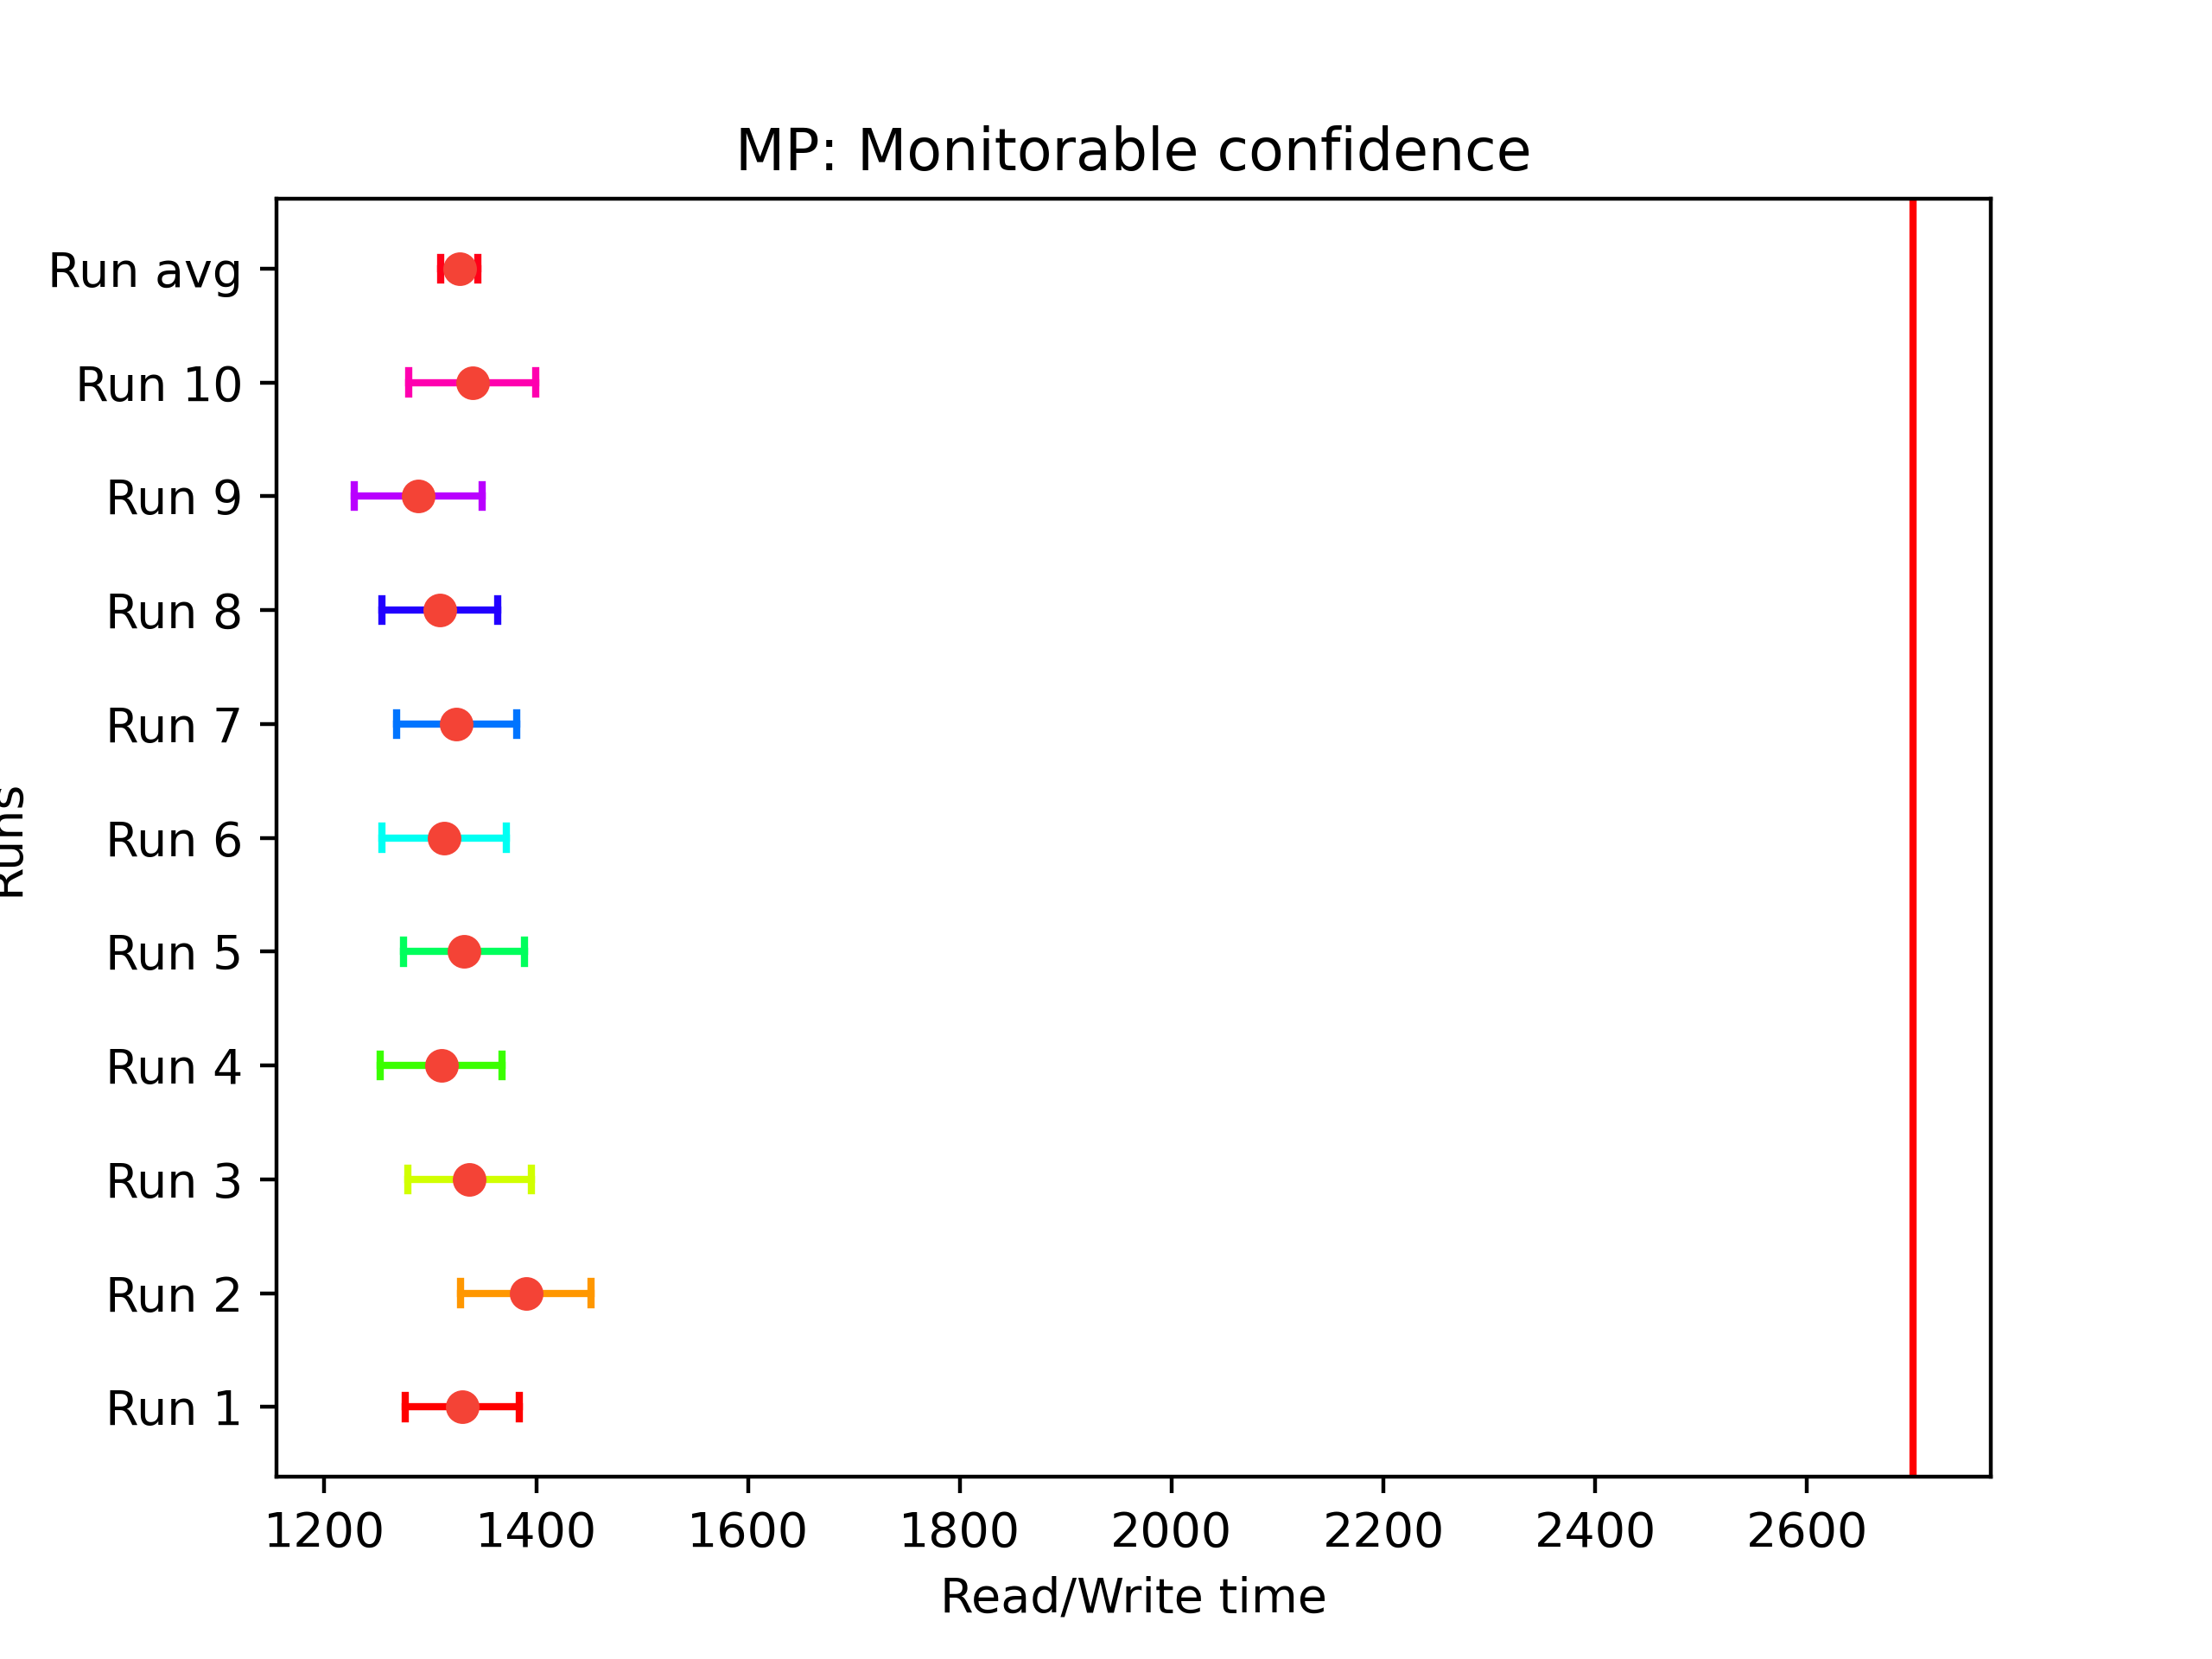 MP: Monitorable confidence
Run avg
Run 10
Run 9
Run 8
Run 7
Run 6
Run 5
Run 4
Run 3
Run 2
Run 1
Runs
1200 1400 1600 1800 2000 2200 2400 2600
Read/Write time